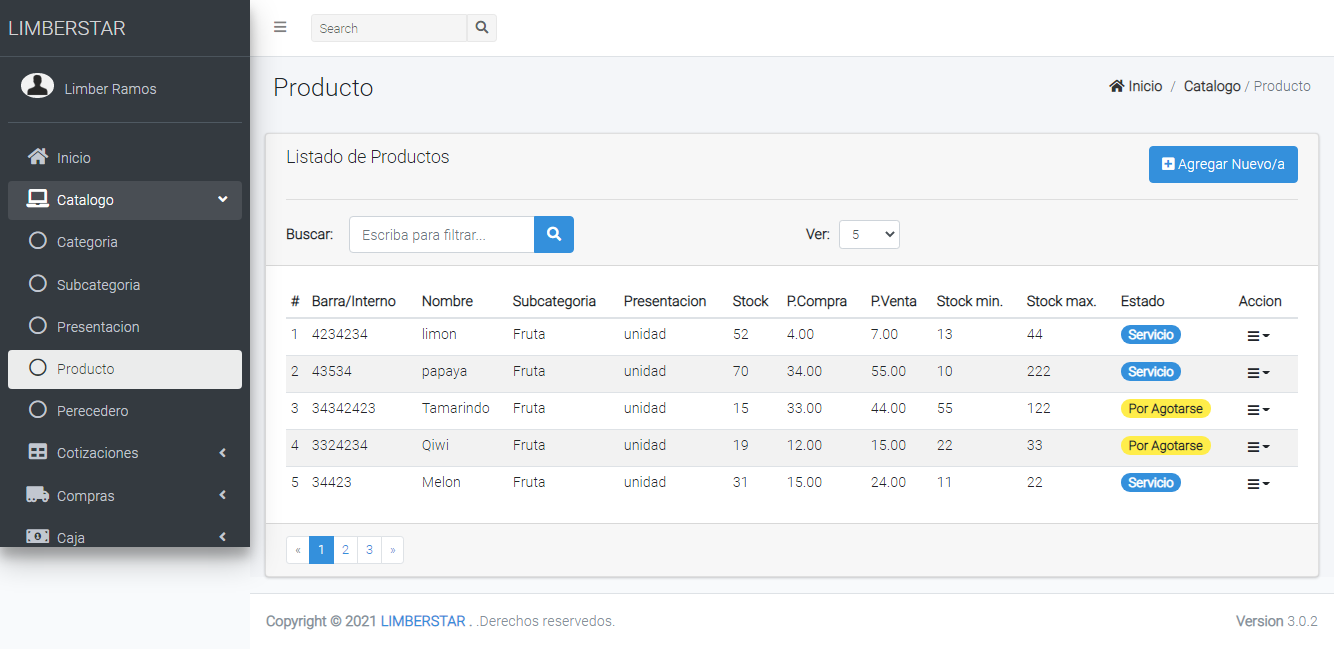 LIMBERSTAR
Search
Limber Ramos
Inicio
Catalogo
Categoria
Subcategoria
Presentacion
Producto
Perecedero
Cotizaciones
Compras
Caja
Producto
Inicio / Catalogo / Producto
Listado de Productos
Agregar Nuevo/a
Buscar: Escriba para filtrar... Ver: 5
# Barra/Interno Nombre Subcategoria Presentacion Stock P.Compra P.Venta Stock min. Stock max. Estado Accion
1 4234234 limon Fruta unidad 52 4.00 7.00 13 44 Servicio
2 43534 papaya Fruta unidad 70 34.00 55.00 10 222 Servicio
3 34342423 Tamarindo Fruta unidad 15 33.00 44.00 55 122 Por Agotarse
4 3324234 Qiwi Fruta unidad 19 12.00 15.00 22 33 Por Agotarse
5 34423 Melon Fruta unidad 31 15.00 24.00 11 22 Servicio
« 1 2 3 »
Copyright © 2021 LIMBERSTAR . .Derechos reservedos.
Version 3.0.2